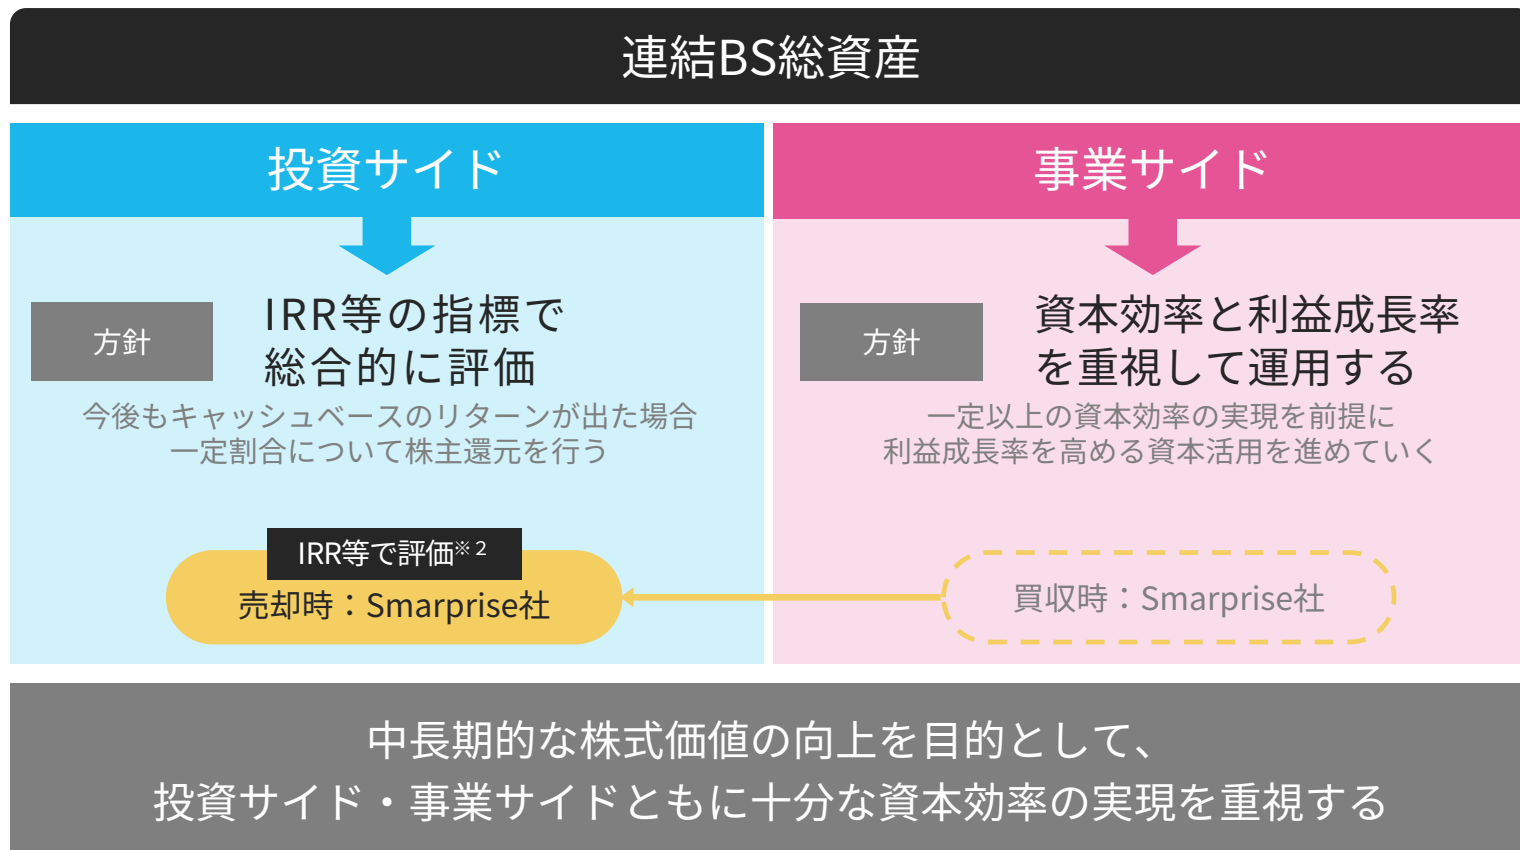 連結BS総資産
投資サイド
方針
IRR等の指標で
総合的に評価
今後もキャッシュベースのリターンが出た場合
一定割合について株主還元を行う
IRR等で評価※2
売却時：Smarprise社
事業サイド
方針
資本効率と利益成長率
を重視して運用する
一定以上の資本効率の実現を前提に
利益成長率を高める資本活用を進めていく
買収時：Smarprise社
中長期的な株式価値の向上を目的として、
投資サイド・事業サイドともに十分な資本効率の実現を重視する